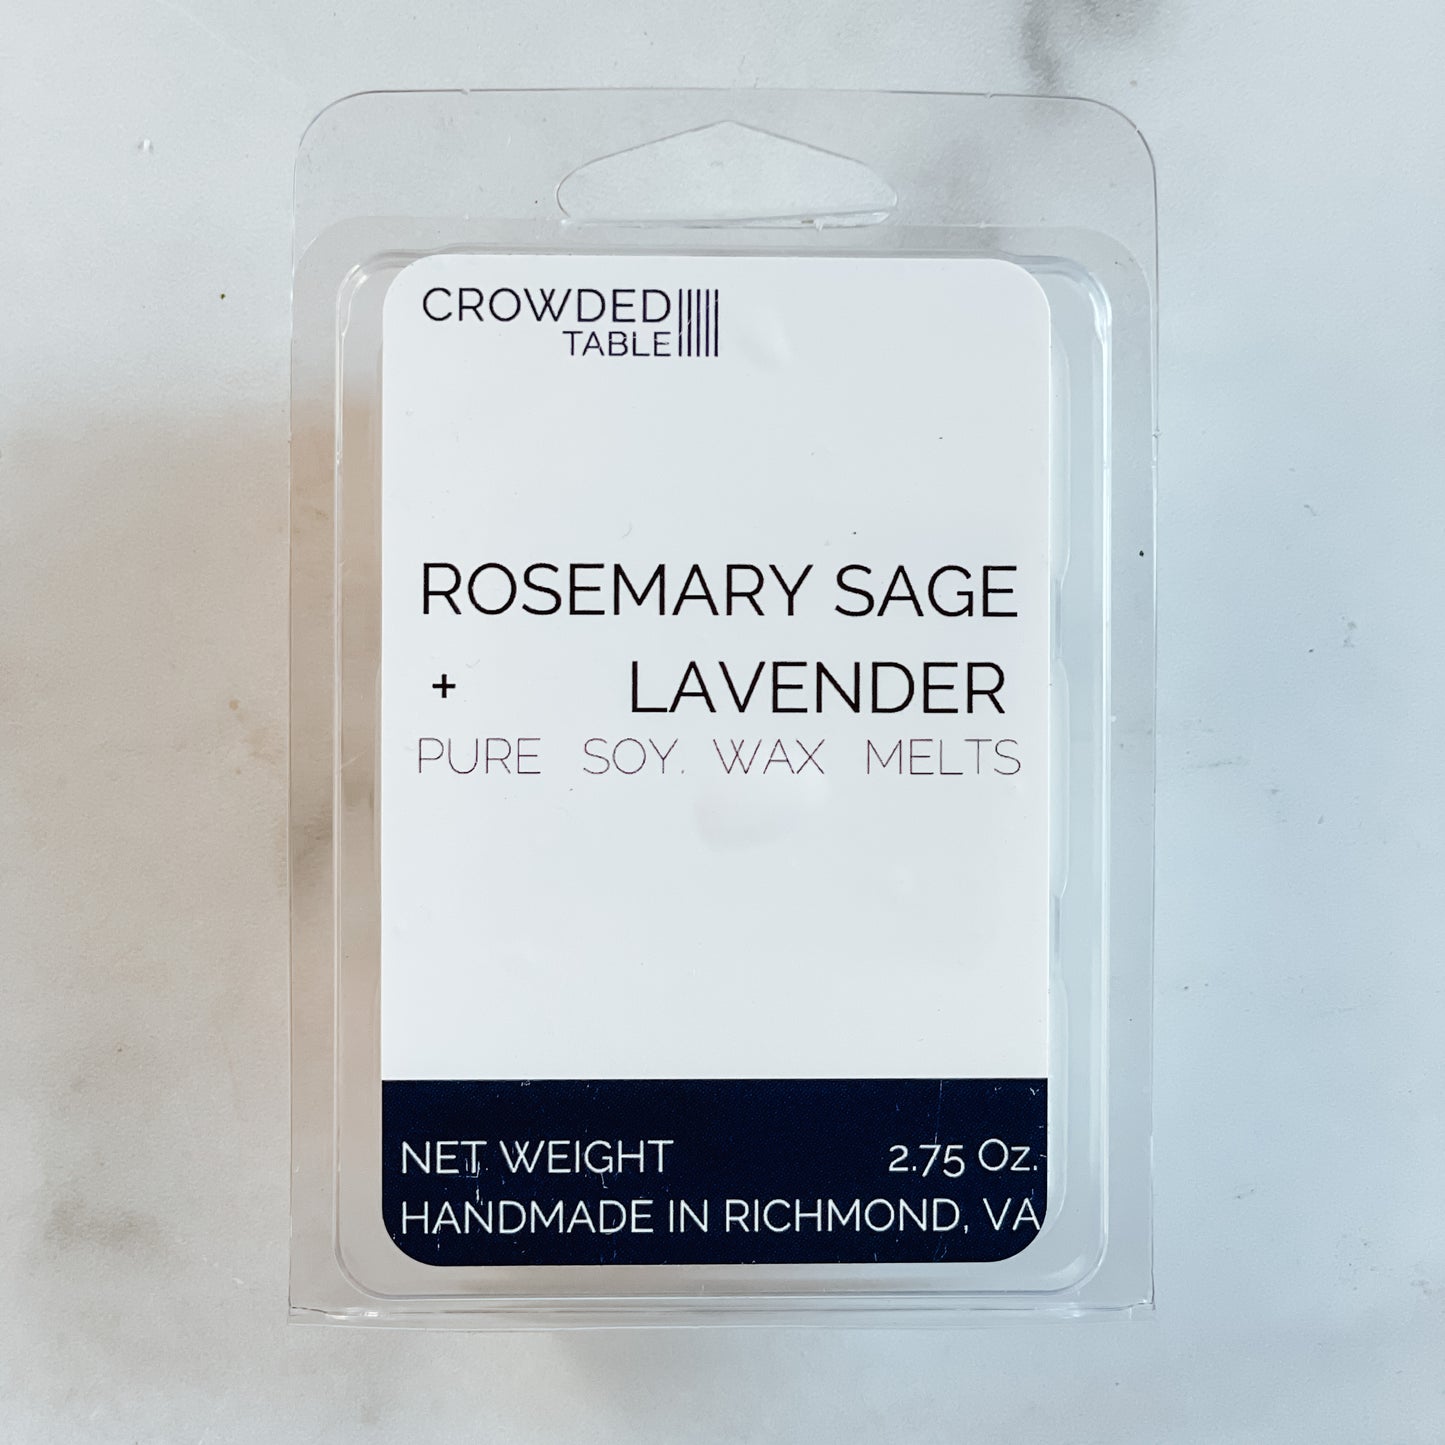 CROWDED
TABLE
ROSEMARY SAGE
+ LAVENDER
PURE SOY. WAX MELTS
NET WEIGHT 2.75 Oz.
HANDMADE IN RICHMOND, VA